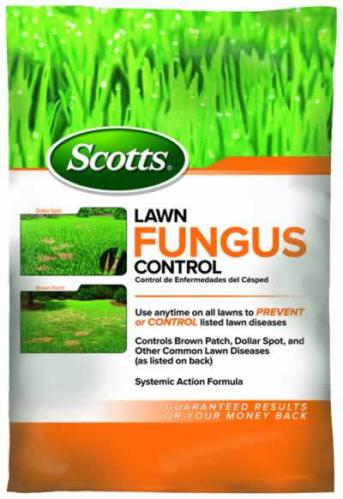 Scotts
Dollar Spot
LAWN
FUNGUS
CONTROL
Control de Enfermedades del Césped
Brown Patch
Use anytime on all lawns to PREVENT
or CONTROL listed lawn diseases
Controls Brown Patch, Dollar Spot, and
Other Common Lawn Diseases
(as listed on back)
Systemic Action Formula
GUARANTEED RESULTS
OR YOUR MONEY BACK